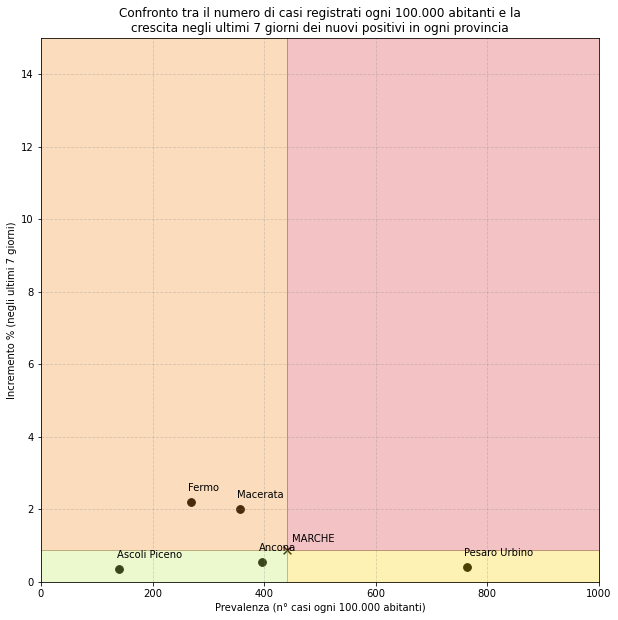 Confronto tra il numero di casi registrati ogni 100.000 abitanti e la
crescita negli ultimi 7 giorni dei nuovi positivi in ogni provincia
Incremento % (negli ultimi 7 giorni)
14
12
10
8
6
4
2
0
Fermo
Macerata
MARCHE
Ancona
Ascoli Piceno
Pesaro Urbino
0 200 400 600 800 1000
Prevalenza (n° casi ogni 100.000 abitanti)